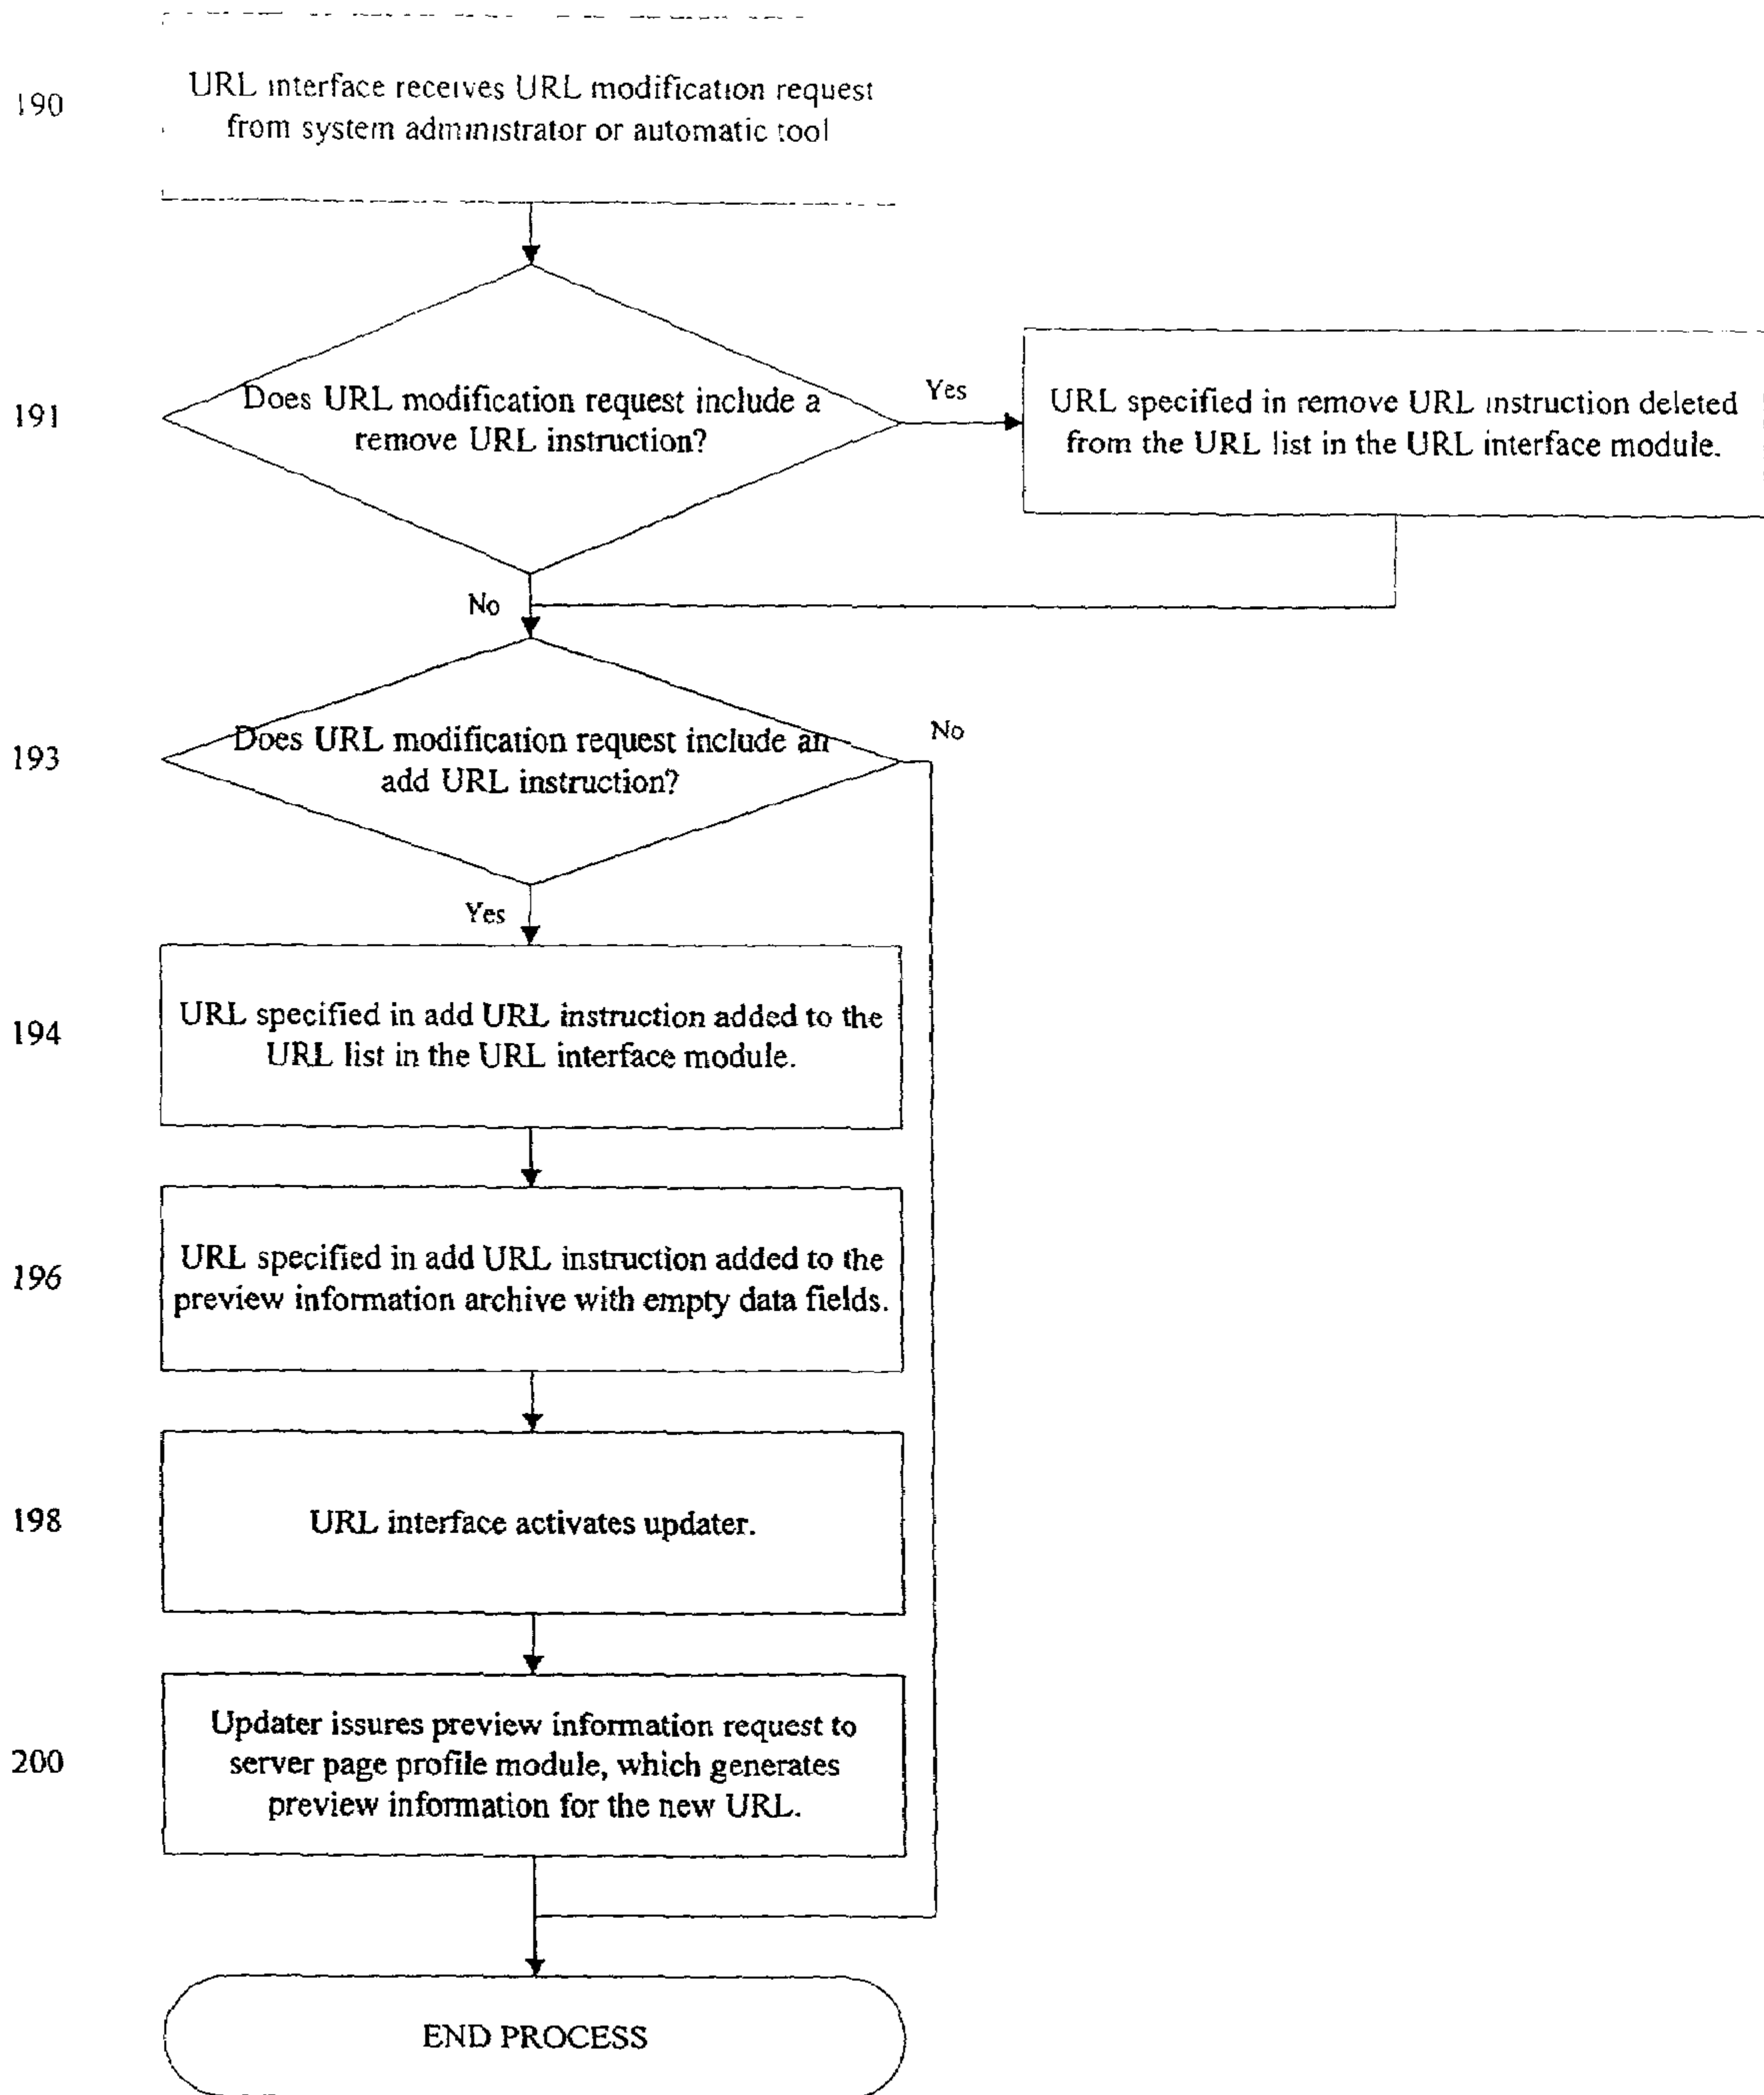 190
URL interface receives URL modification request
from system administrator or automatic tool
191
Does URL modification request include a
remove URL instruction?
Yes
URL specified in remove URL instruction deleted
from the URL list in the URL interface module.
No
193
Does URL modification request include an
add URL instruction?
No
Yes
194
URL specified in add URL instruction added to the
URL list in the URL interface module.
196
URL specified in add URL instruction added to the
preview information archive with empty data fields.
198
URL interface activates updater.
200
Updater issures preview information request to
server page profile module, which generates
preview information for the new URL.
END PROCESS